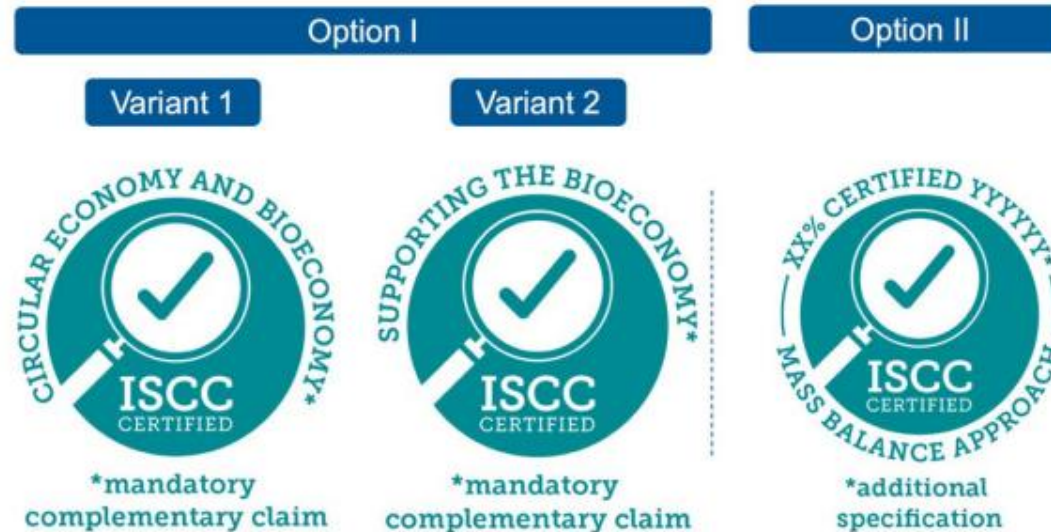 Option I
Option II
Variant 1
Variant 2
CIRCULAR ECONOMY AND BIOECONOMY*
ISCC
CERTIFIED
*mandatory
complementary claim
SUPPORTING THE BIOECONOMY*
ISCC
CERTIFIED
*mandatory
complementary claim
XX% CERTIFIED YYYYYY*
ISCC
CERTIFIED
MASS BALANCE APPROACH
*additional
specification